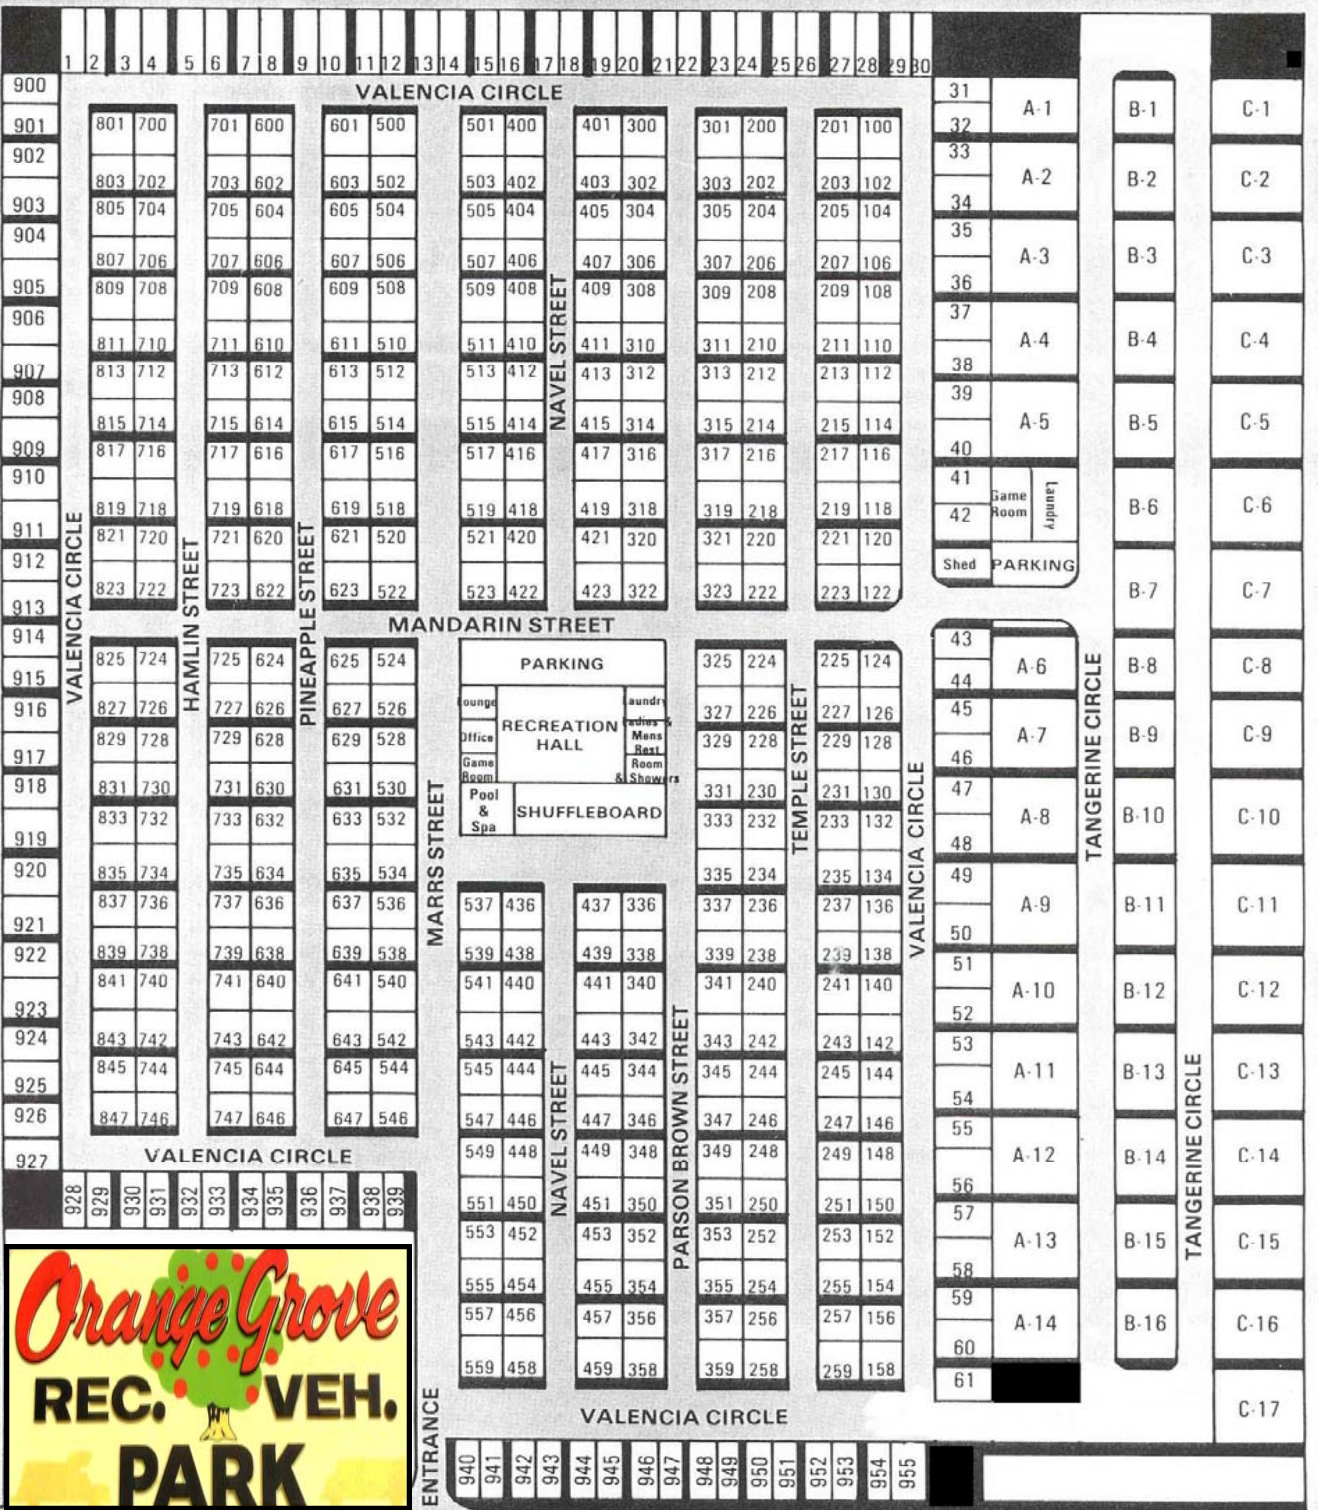 1 2 3 4 5 6 7 8 9 10 11 12 13 14 15 16 17 18 19 20 21 22 23 24 25 26 27 28 29 30
VALENCIA CIRCLE
900
901
902
903
904
905
906
907
908
909
910
911
912
913
914
915
916
917
918
919
920
921
922
923
924
925
926
927
VALENCIA CIRCLE
801 700
803 702
805 704
807 706
809 708
811 710
813 712
815 714
817 716
819 718
821 720
823 722
825 724
827 726
829 728
831 730
833 732
835 734
837 736
839 738
841 740
843 742
845 744
847 746
HAMLIN STREET
701 600
703 602
705 604
707 606
709 608
711 610
713 612
715 614
717 616
719 618
721 620
723 622
725 624
727 626
729 628
731 630
733 632
735 634
737 636
739 638
741 640
743 642
745 644
747 646
PINEAPPLE STREET
601 500
603 502
605 504
607 506
609 508
611 510
613 512
615 514
617 516
619 518
621 520
623 522
625 524
627 526
629 528
631 530
633 532
635 534
637 536
639 538
641 540
643 542
645 544
647 546
VALENCIA CIRCLE
928 929 930 931 932 933 934 935 936 937 938 939
MARRS STREET
501 400
503 402
505 404
507 406
509 408
511 410
513 412
515 414
517 416
519 418
521 420
523 422
NAVEL STREET
401 300
403 302
405 304
407 306
409 308
411 310
413 312
415 314
417 316
419 318
421 320
423 322
MANDARIN STREET
PARKING
Lounge
Office
Game
Room
RECREATION
HALL
Laundry
Ladies &
Mens
Rest
Room
& Showers
Pool
&
Spa
SHUFFLEBOARD
537 436
539 438
541 440
543 442
545 444
547 446
549 448
551 450
553 452
555 454
557 456
559 458
NAVEL STREET
437 336
439 338
441 340
443 342
445 344
447 346
449 348
451 350
453 352
455 354
457 356
459 358
PARSON BROWN STREET
301 200
303 202
305 204
307 206
309 208
311 210
313 212
315 214
317 216
319 218
321 220
323 222
325 224
327 226
329 228
331 230
333 232
335 234
337 236
339 238
341 240
343 242
345 244
347 246
349 248
351 250
353 252
355 254
357 256
359 258
TEMPLE STREET
201 100
203 102
205 104
207 106
209 108
211 110
213 112
215 114
217 116
219 118
221 120
223 122
225 124
227 126
229 128
231 130
233 132
235 134
237 136
239 138
241 140
243 142
245 144
247 146
249 148
251 150
253 152
255 154
257 156
259 158
VALENCIA CIRCLE
31
32
33
34
35
36
37
38
39
40
41
42
Shed
43
44
45
46
47
48
49
50
51
52
53
54
55
56
57
58
59
60
61
A-1
A-2
A-3
A-4
A-5
Game
Room
Laundry
PARKING
A-6
A-7
A-8
A-9
A-10
A-11
A-12
A-13
A-14
TANGERINE CIRCLE
B-1
B-2
B-3
B-4
B-5
B-6
B-7
B-8
B-9
B-10
B-11
B-12
B-13
B-14
B-15
B-16
TANGERINE CIRCLE
C-1
C-2
C-3
C-4
C-5
C-6
C-7
C-8
C-9
C-10
C-11
C-12
C-13
C-14
C-15
C-16
C-17
VALENCIA CIRCLE
ENTRANCE
940 941 942 943 944 945 946 947 948 949 950 951 952 953 954 955
Orange Grove
REC. VEH.
PARK